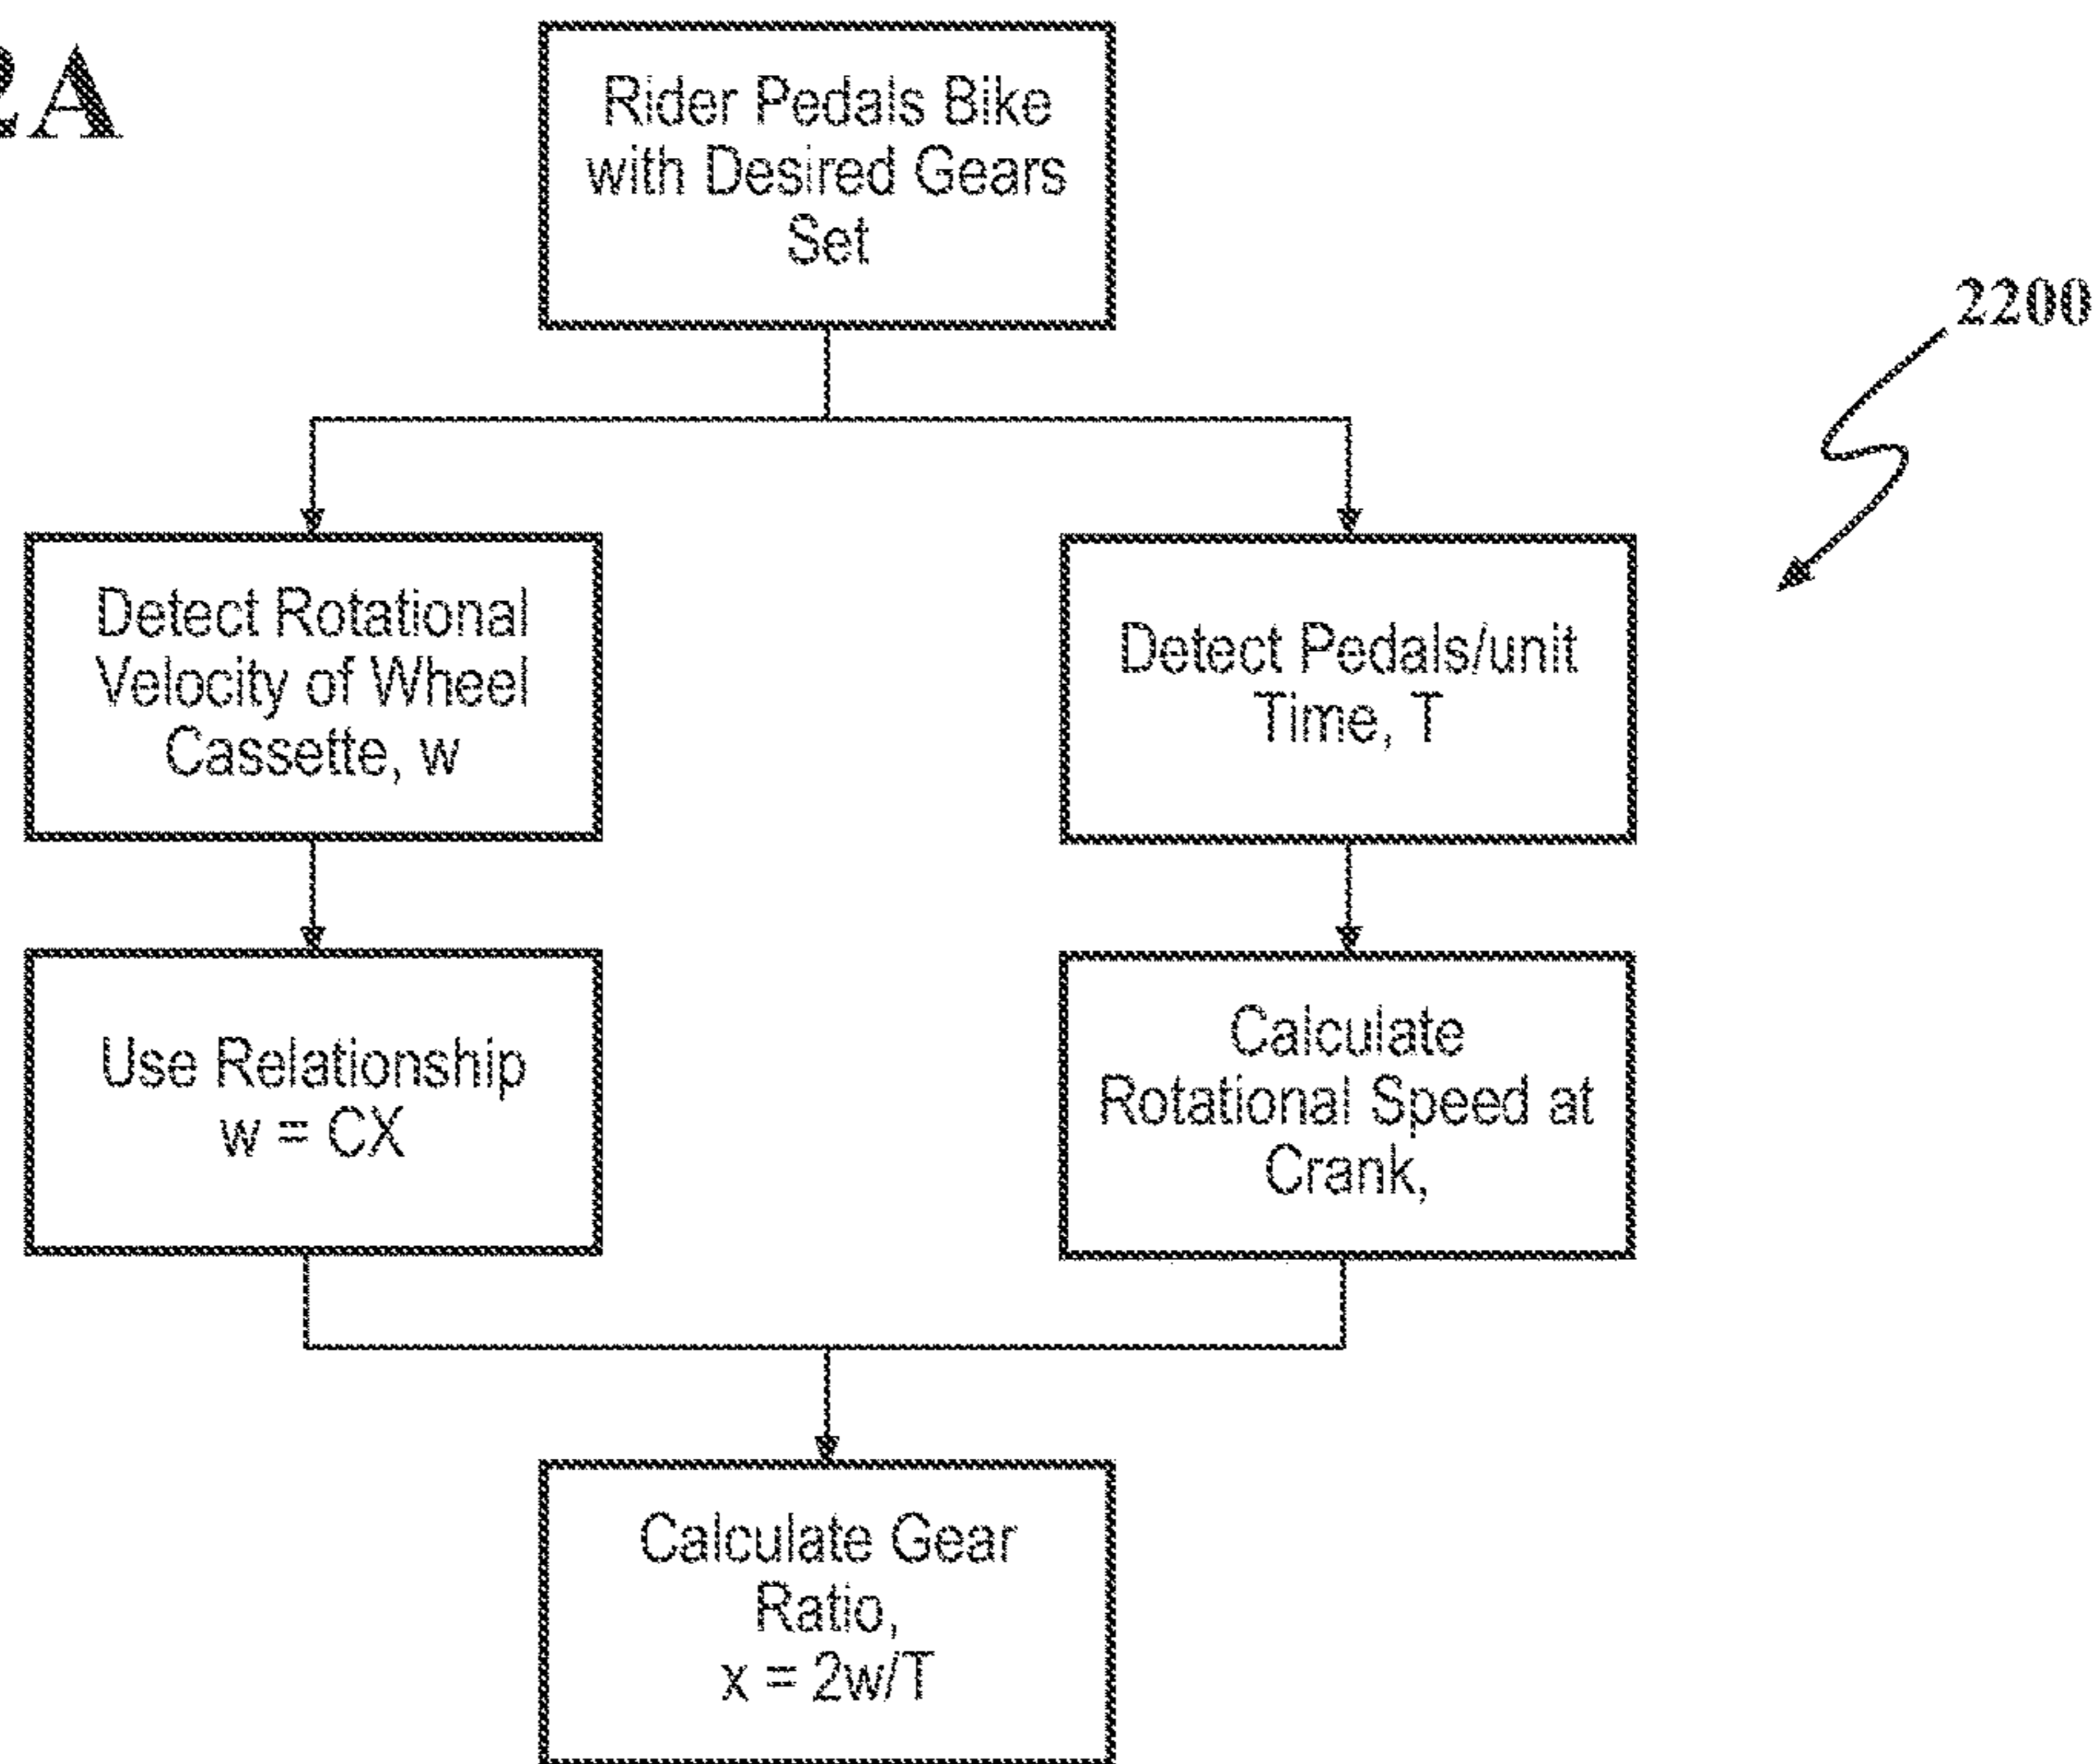 2A
Rider Pedals Bike
with Desired Gears
Set
2200
Detect Rotational
Velocity of Wheel
Cassette, w
Detect Pedals/unit
Time, T
Use Relationship
w = CX
Calculate
Rotational Speed at
Crank,
Calculate Gear
Ratio,
x = 2w/T